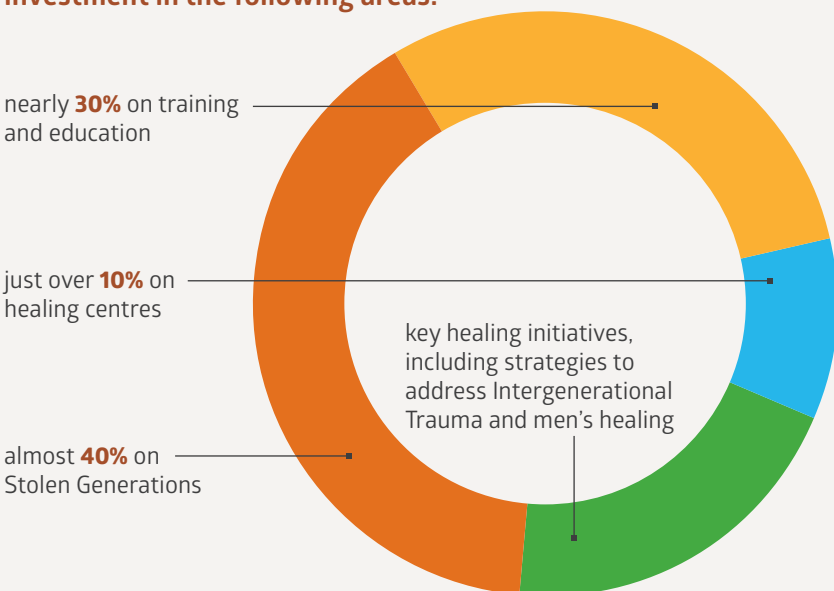 investment in the following areas:
nearly 30% on training
and education
just over 10% on
healing centres
key healing initiatives,
including strategies to
address Intergenerational
Trauma and men's healing
almost 40% on
Stolen Generations